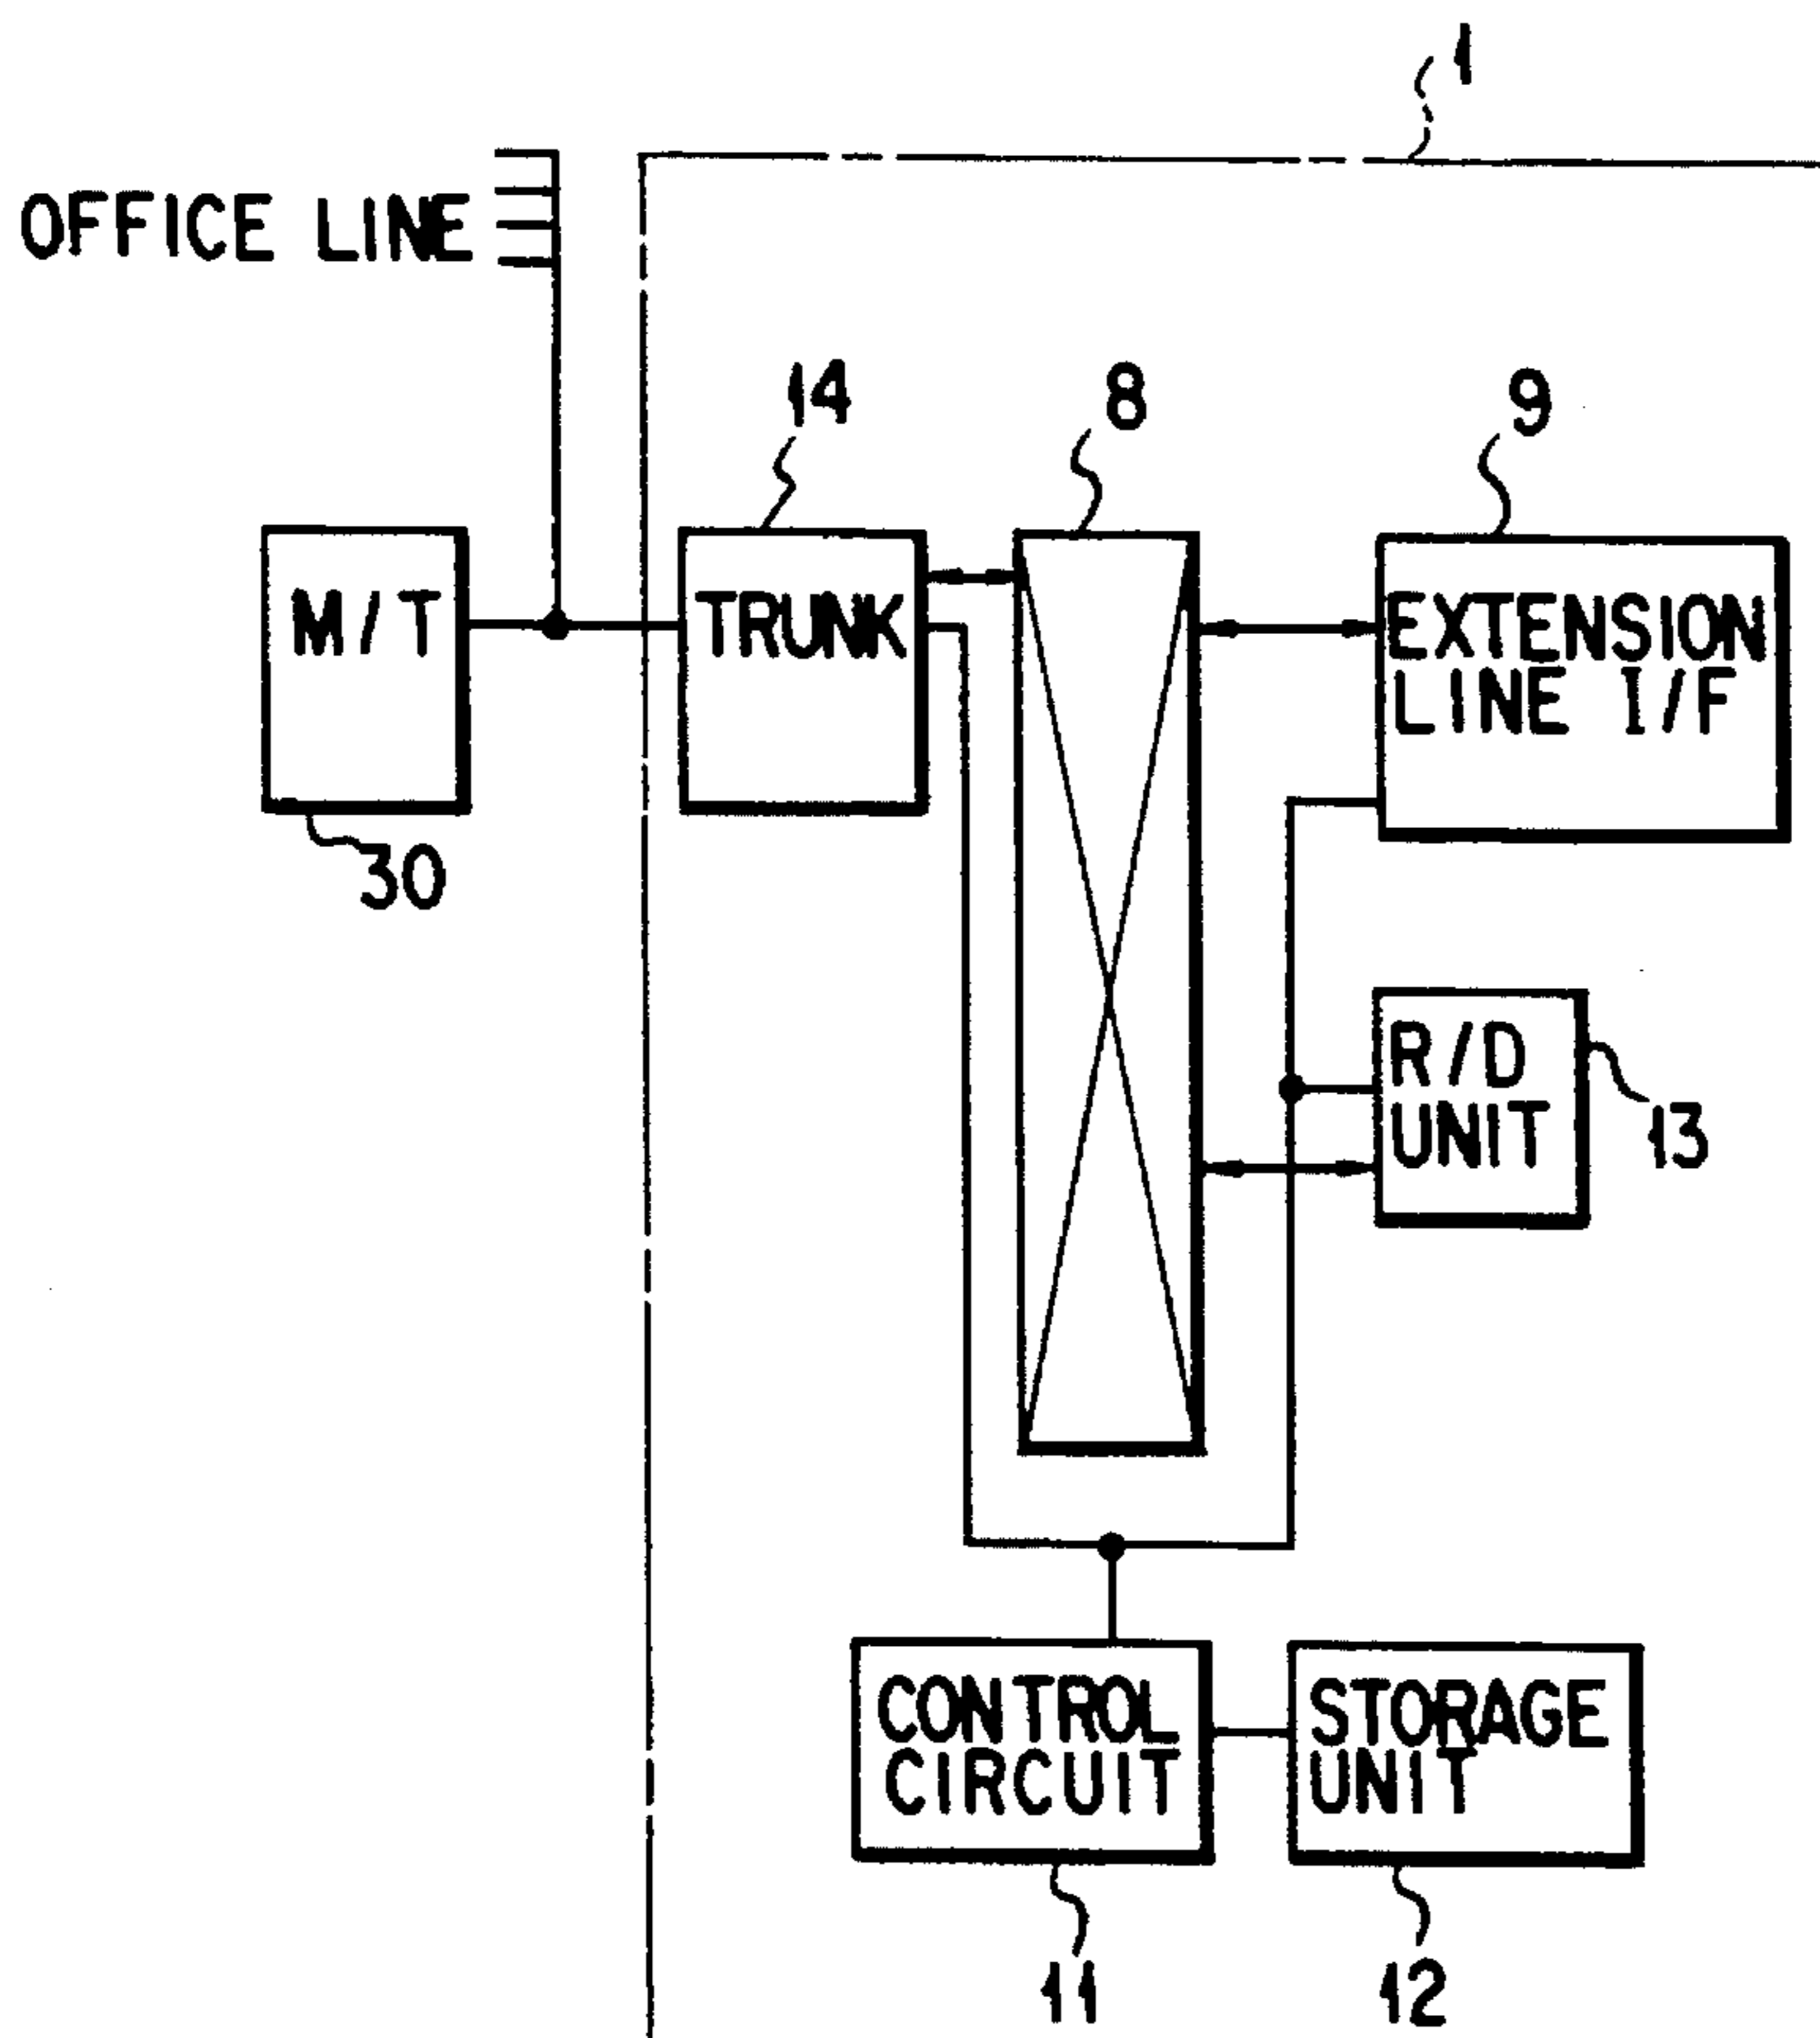 1
OFFICE LINE
14
8
9
M/T
TRUNK
EXTENSION
LINE I/F
30
R/D
UNIT
13
CONTROL
CIRCUIT
STORAGE
UNIT
11
12